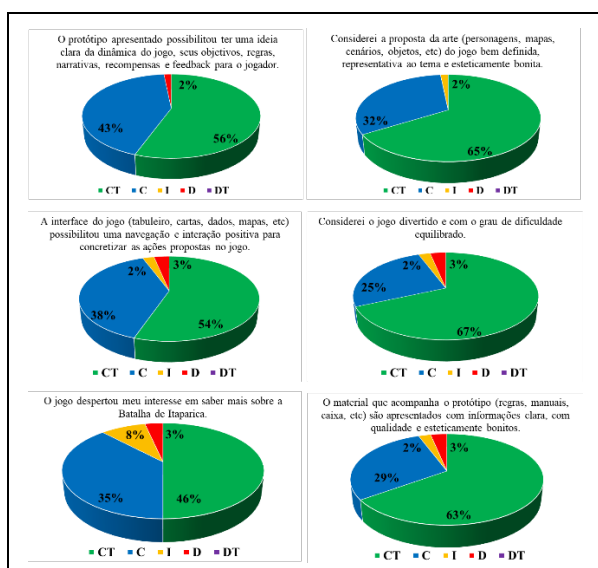 O protótipo apresentado possibilitou ter uma ideia
clara da dinâmica do jogo, seus objetivos, regras,
narrativas, recompensas e feedback para o jogador.
2%
43%
56%
CT C I D DT
Considerei a proposta da arte (personagens, mapas,
cenários, objetos, etc) do jogo bem definida,
representativa ao tema e esteticamente bonita.
2%
32%
65%
CT C I D DT
A interface do jogo (tabuleiro, cartas, dados, mapas, etc)
possibilitou uma navegação e interação positiva para
concretizar as ações propostas no jogo.
2% 3%
38%
54%
CT C I D DT
Considerei o jogo divertido e com o grau de dificuldade
equilibrado.
2% 3%
25%
67%
CT C I D DT
O jogo despertou meu interesse em saber mais sobre a
Batalha de Itaparica.
8% 3%
35%
46%
CT C I D DT
O material que acompanha o protótipo (regras, manuais,
caixa, etc) são apresentados com informações clara, com
qualidade e esteticamente bonitos.
2% 3%
29%
63%
CT C I D DT